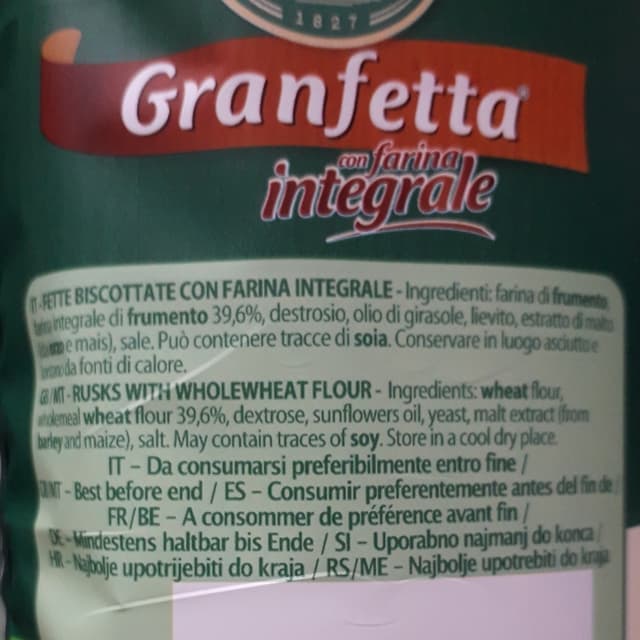 1827
Granfetta
con farina
integrale
IT - FETTE BISCOTTATE CON FARINA INTEGRALE - Ingredienti: farina di frumento
farina integrale di frumento 39,6%, destrosio, olio di girasole, lievito, estratto di malto
e mais), sale. Può contenere tracce di soia. Conservare in luogo asciutto e
lontano da fonti di calore.
GB/MT - RUSKS WITH WHOLEWHEAT FLOUR - Ingredients: wheat flour,
wholemeal wheat flour 39,6%, dextrose, sunflowers oil, yeast, malt extract (from
barley and maize), salt. May contain traces of soy. Store in a cool dry place.
IT – Da consumarsi preferibilmente entro fine /
- Best before end / ES – Consumir preferentemente antes del fin de /
FR/BE – A consommer de préférence avant fin /
DE - Mindestens haltbar bis Ende / SI – Uporabno najmanj do konca /
HR - Najbolje upotrijebiti do kraja / RS/ME – Najbolje upotrebiti do kraja